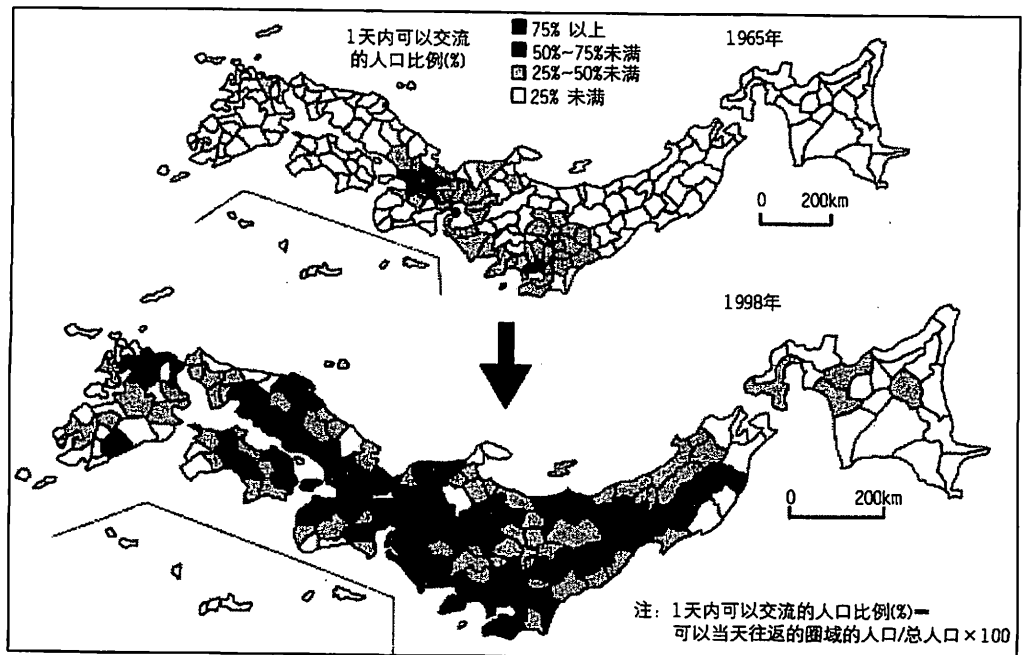 1天内可以交流
的人口比例(%)
75% 以上
50%~75%未满
25%~50%未满
25% 未满
1965年
0 200km
1998年
0 200km
注：1天内可以交流的人口比例(%)=
可以当天往返的圈域的人口/总人口×100